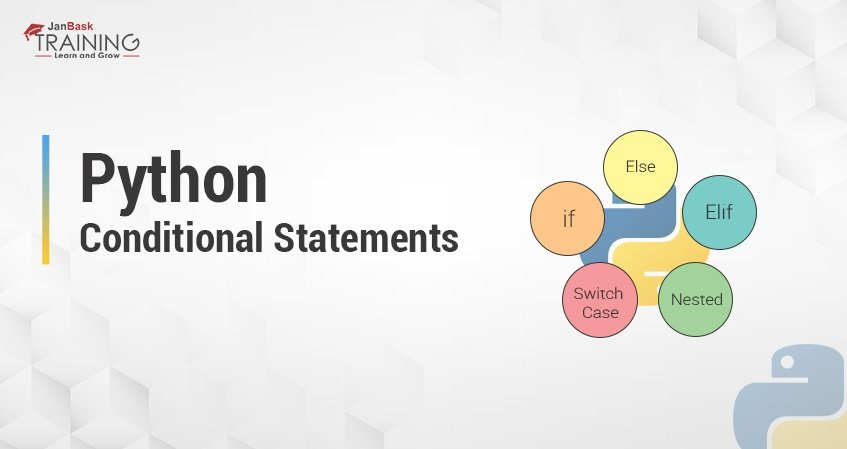 JanBask
TRAINING
Learn and Grow
Python
Conditional Statements
Else
if
Elif
Switch
Case
Nested